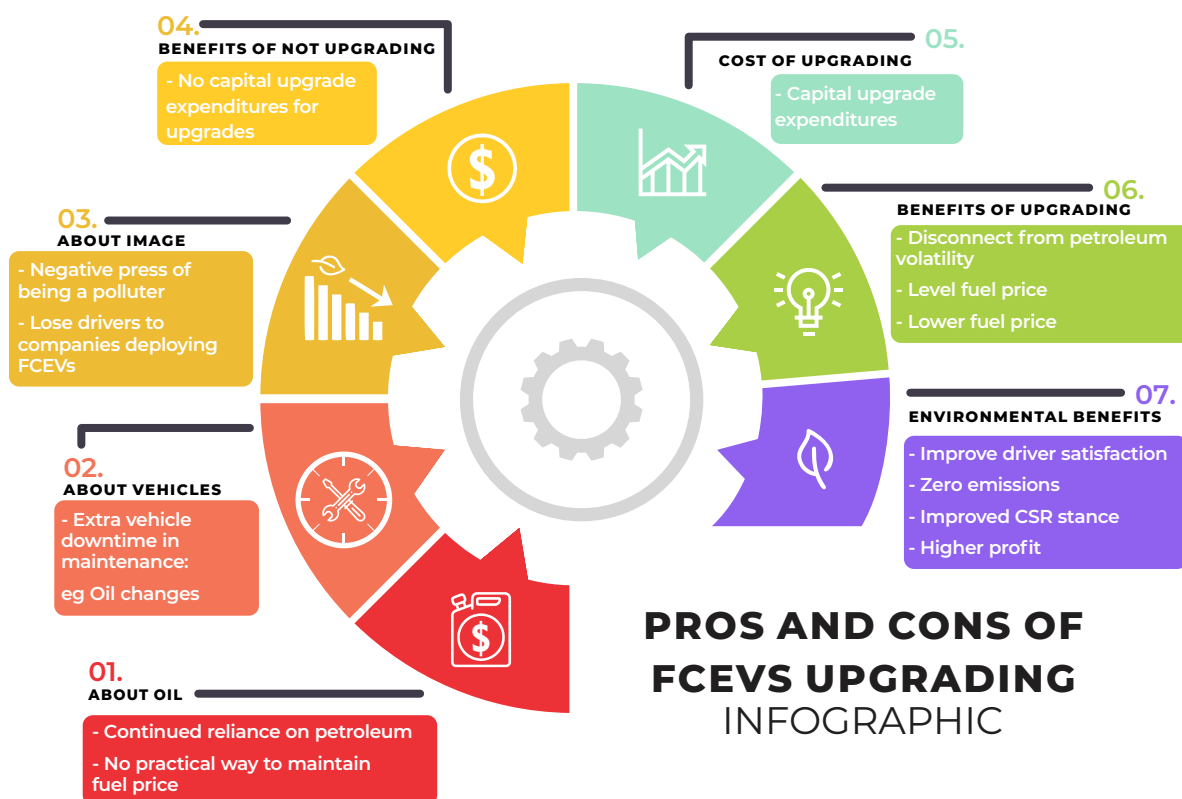 04.
BENEFITS OF NOT UPGRADING
- No capital upgrade
expenditures for
upgrades
05.
COST OF UPGRADING
- Capital upgrade
expenditures
03.
ABOUT IMAGE
- Negative press of
being a polluter
- Lose drivers to
companies deploying
FCEVs
06.
BENEFITS OF UPGRADING
- Disconnect from petroleum
volatility
- Level fuel price
- Lower fuel price
02.
ABOUT VEHICLES
- Extra vehicle
downtime in
maintenance:
eg Oil changes
07.
ENVIRONMENTAL BENEFITS
- Improve driver satisfaction
- Zero emissions
- Improved CSR stance
- Higher profit
01.
ABOUT OIL
- Continued reliance on petroleum
- No practical way to maintain
fuel price
$
$
PROS AND CONS OF
FCEVS UPGRADING
INFOGRAPHIC